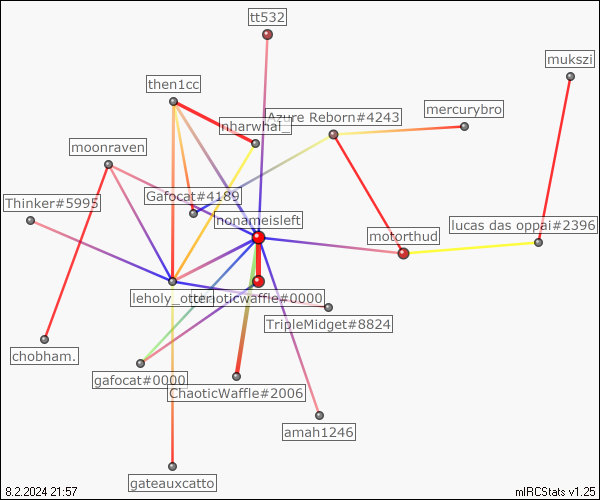 tt532
mukszi
then1cc
mercurybro
Azure Reborn#4243
nharwhal_
moonraven
Gafocat#4189
Thinker#5995
nonameisleft
lucas das oppai#2396
motorthud
leholy_otter
chaoticwaffle#0000
TripleMidget#8824
chobham.
gafocat#0000
ChaoticWaffle#2006
amah1246
gateauxcatto
8.2.2024 21:57
mIRCStats v1.25